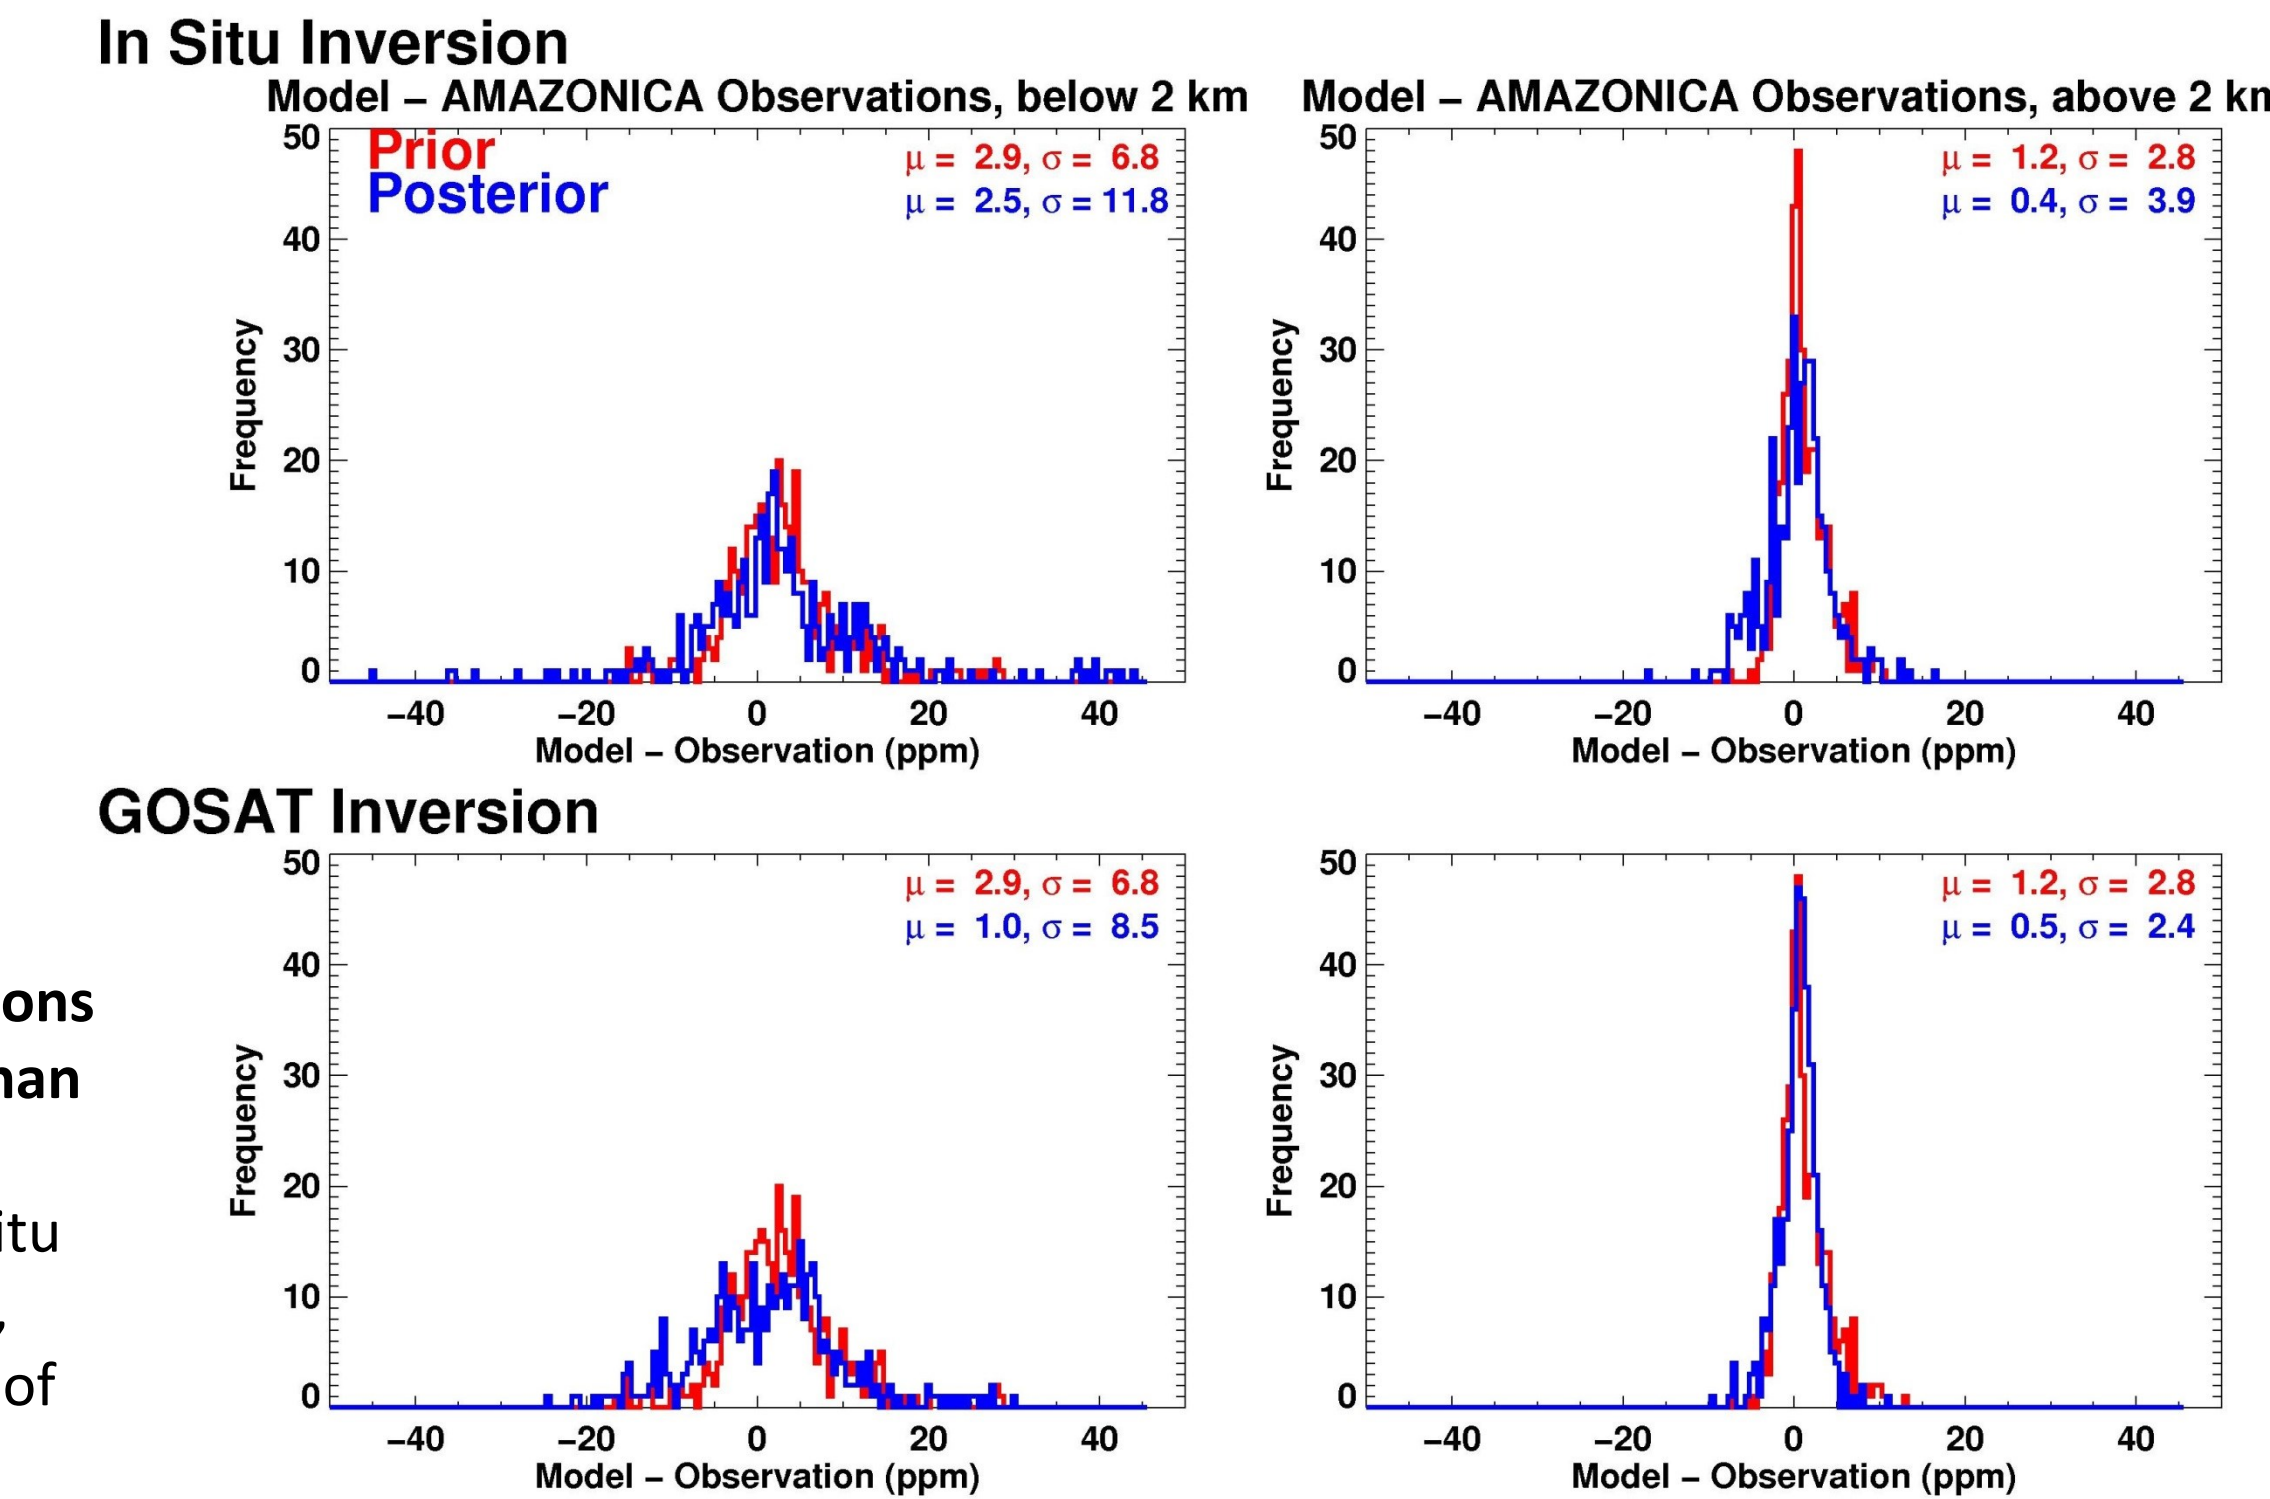 In Situ Inversion
Model – AMAZONICA Observations, below 2 km
Prior
Posterior
μ = 2.9, σ = 6.8
μ = 2.5, σ = 11.8
50
40
30
20
10
0
Frequency
−40 −20 0 20 40
Model – Observation (ppm)
Model – AMAZONICA Observations, above 2
μ = 1.2, σ = 2.8
μ = 0.4, σ = 3.9
50
40
30
20
10
0
Frequency
−40 −20 0 20 40
Model – Observation (ppm)
GOSAT Inversion
μ = 2.9, σ = 6.8
μ = 1.0, σ = 8.5
50
40
30
20
10
0
Frequency
−40 −20 0 20 40
Model – Observation (ppm)
μ = 1.2, σ = 2.8
μ = 0.5, σ = 2.4
50
40
30
20
10
0
Frequency
−40 −20 0 20 40
Model – Observation (ppm)
of